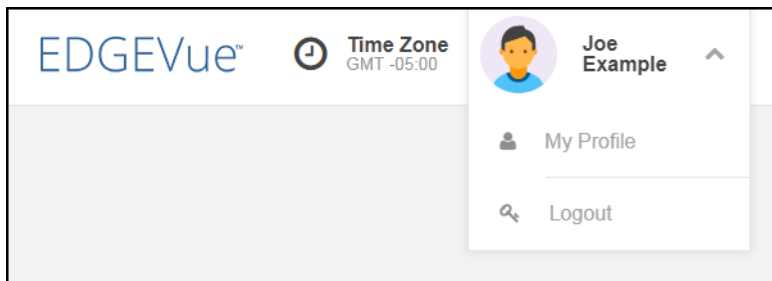 EDGEVue™
Time Zone
GMT -05:00
Joe
Example
My Profile
Logout